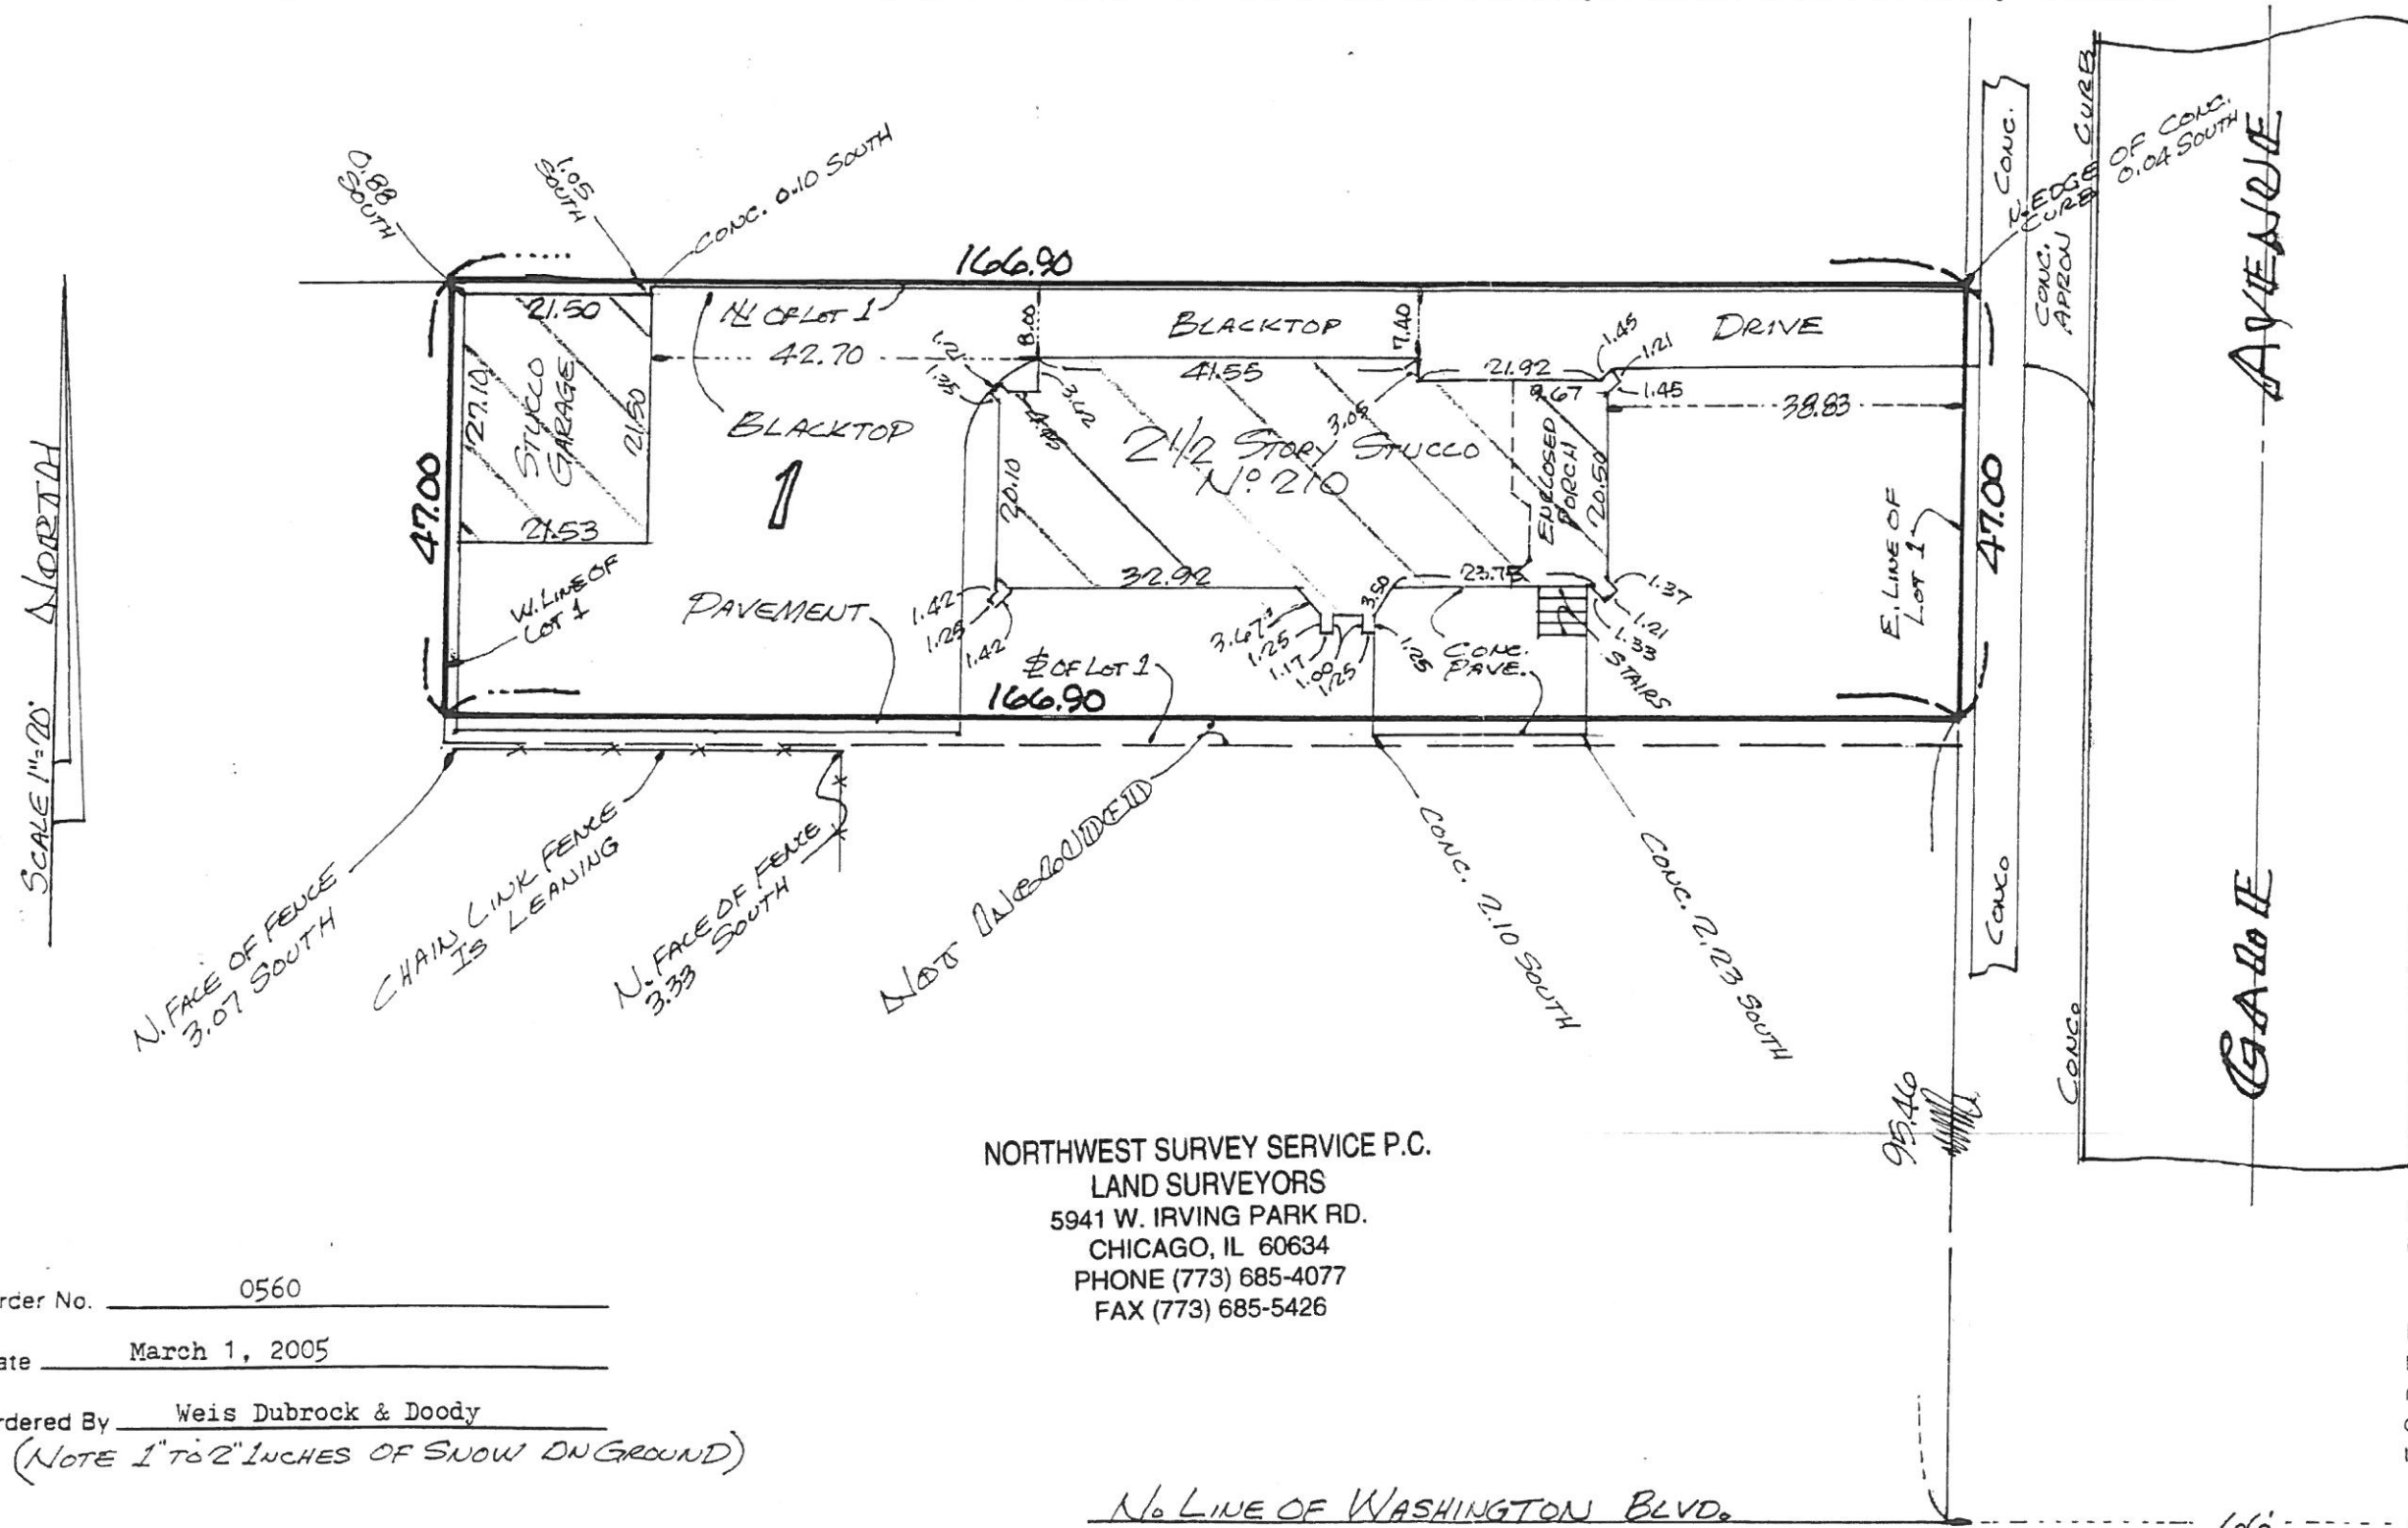 0.88
SOUTH
1.05
SOUTH
CONC. 0.10 SOUTH
166.90
N. EDGE OF CONC.
CURB 0.04 SOUTH
CONC.
CURB
CONC.
APRON
AVENUE
21.50
N OF LOT 1
8.00
BLACKTOP
7.40
DRIVE
42.70
1.21
1.35
3.62
41.55
21.92
1.45
1.21
1.45
9.67
38.83
27.10
STUCCO
GARAGE
21.50
BLACKTOP
1
3.05
2 1/2 STORY STUCCO
No 210
ENCLOSED
PORCH
20.50
20.10
47.00
47.00
NORTH
SCALE 1"=20'
21.53
W. LINE OF
LOT 1
PAVEMENT
1.42
1.25
1.42
32.92
3.67
1.25
1.17
1.00
1.25
3.50
1.25
23.75
CONC.
PAVE.
1.37
1.21
1.33
STAIRS
E. LINE OF
LOT 1
OF LOT 1
166.90
N. FACE OF FENCE
3.07 SOUTH
CHAIN LINK FENCE
IS LEANING
N. FACE OF FENCE
3.33 SOUTH
NOT INCLUDED
CONC. 2.10 SOUTH
CONC. 2.23 SOUTH
CONC.
CONC.
95.46
NORTHWEST SURVEY SERVICE P.C.
LAND SURVEYORS
5941 W. IRVING PARK RD.
CHICAGO, IL 60634
PHONE (773) 685-4077
FAX (773) 685-5426
rder No. 0560
ate March 1, 2005
rdered By Weis Dubrock & Doody
(NOTE 1" TO 2" INCHES OF SNOW ON GROUND)
No. LINE OF WASHINGTON BLVD.